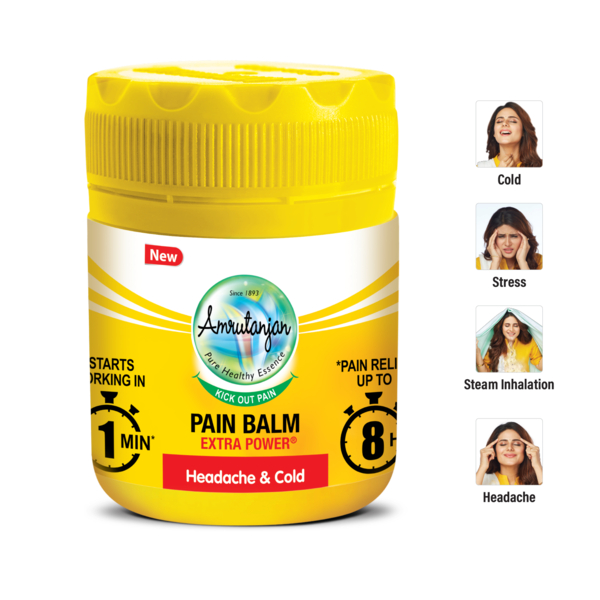 New
Since 1893
Amrutanjan
Pure Healthy Essence
KICK OUT PAIN
STARTS
ORKING IN
1 MIN*
*PAIN RELI
UP TO
8 H
PAIN BALM
EXTRA POWER®
Headache & Cold
Cold
Stress
Steam Inhalation
Headache